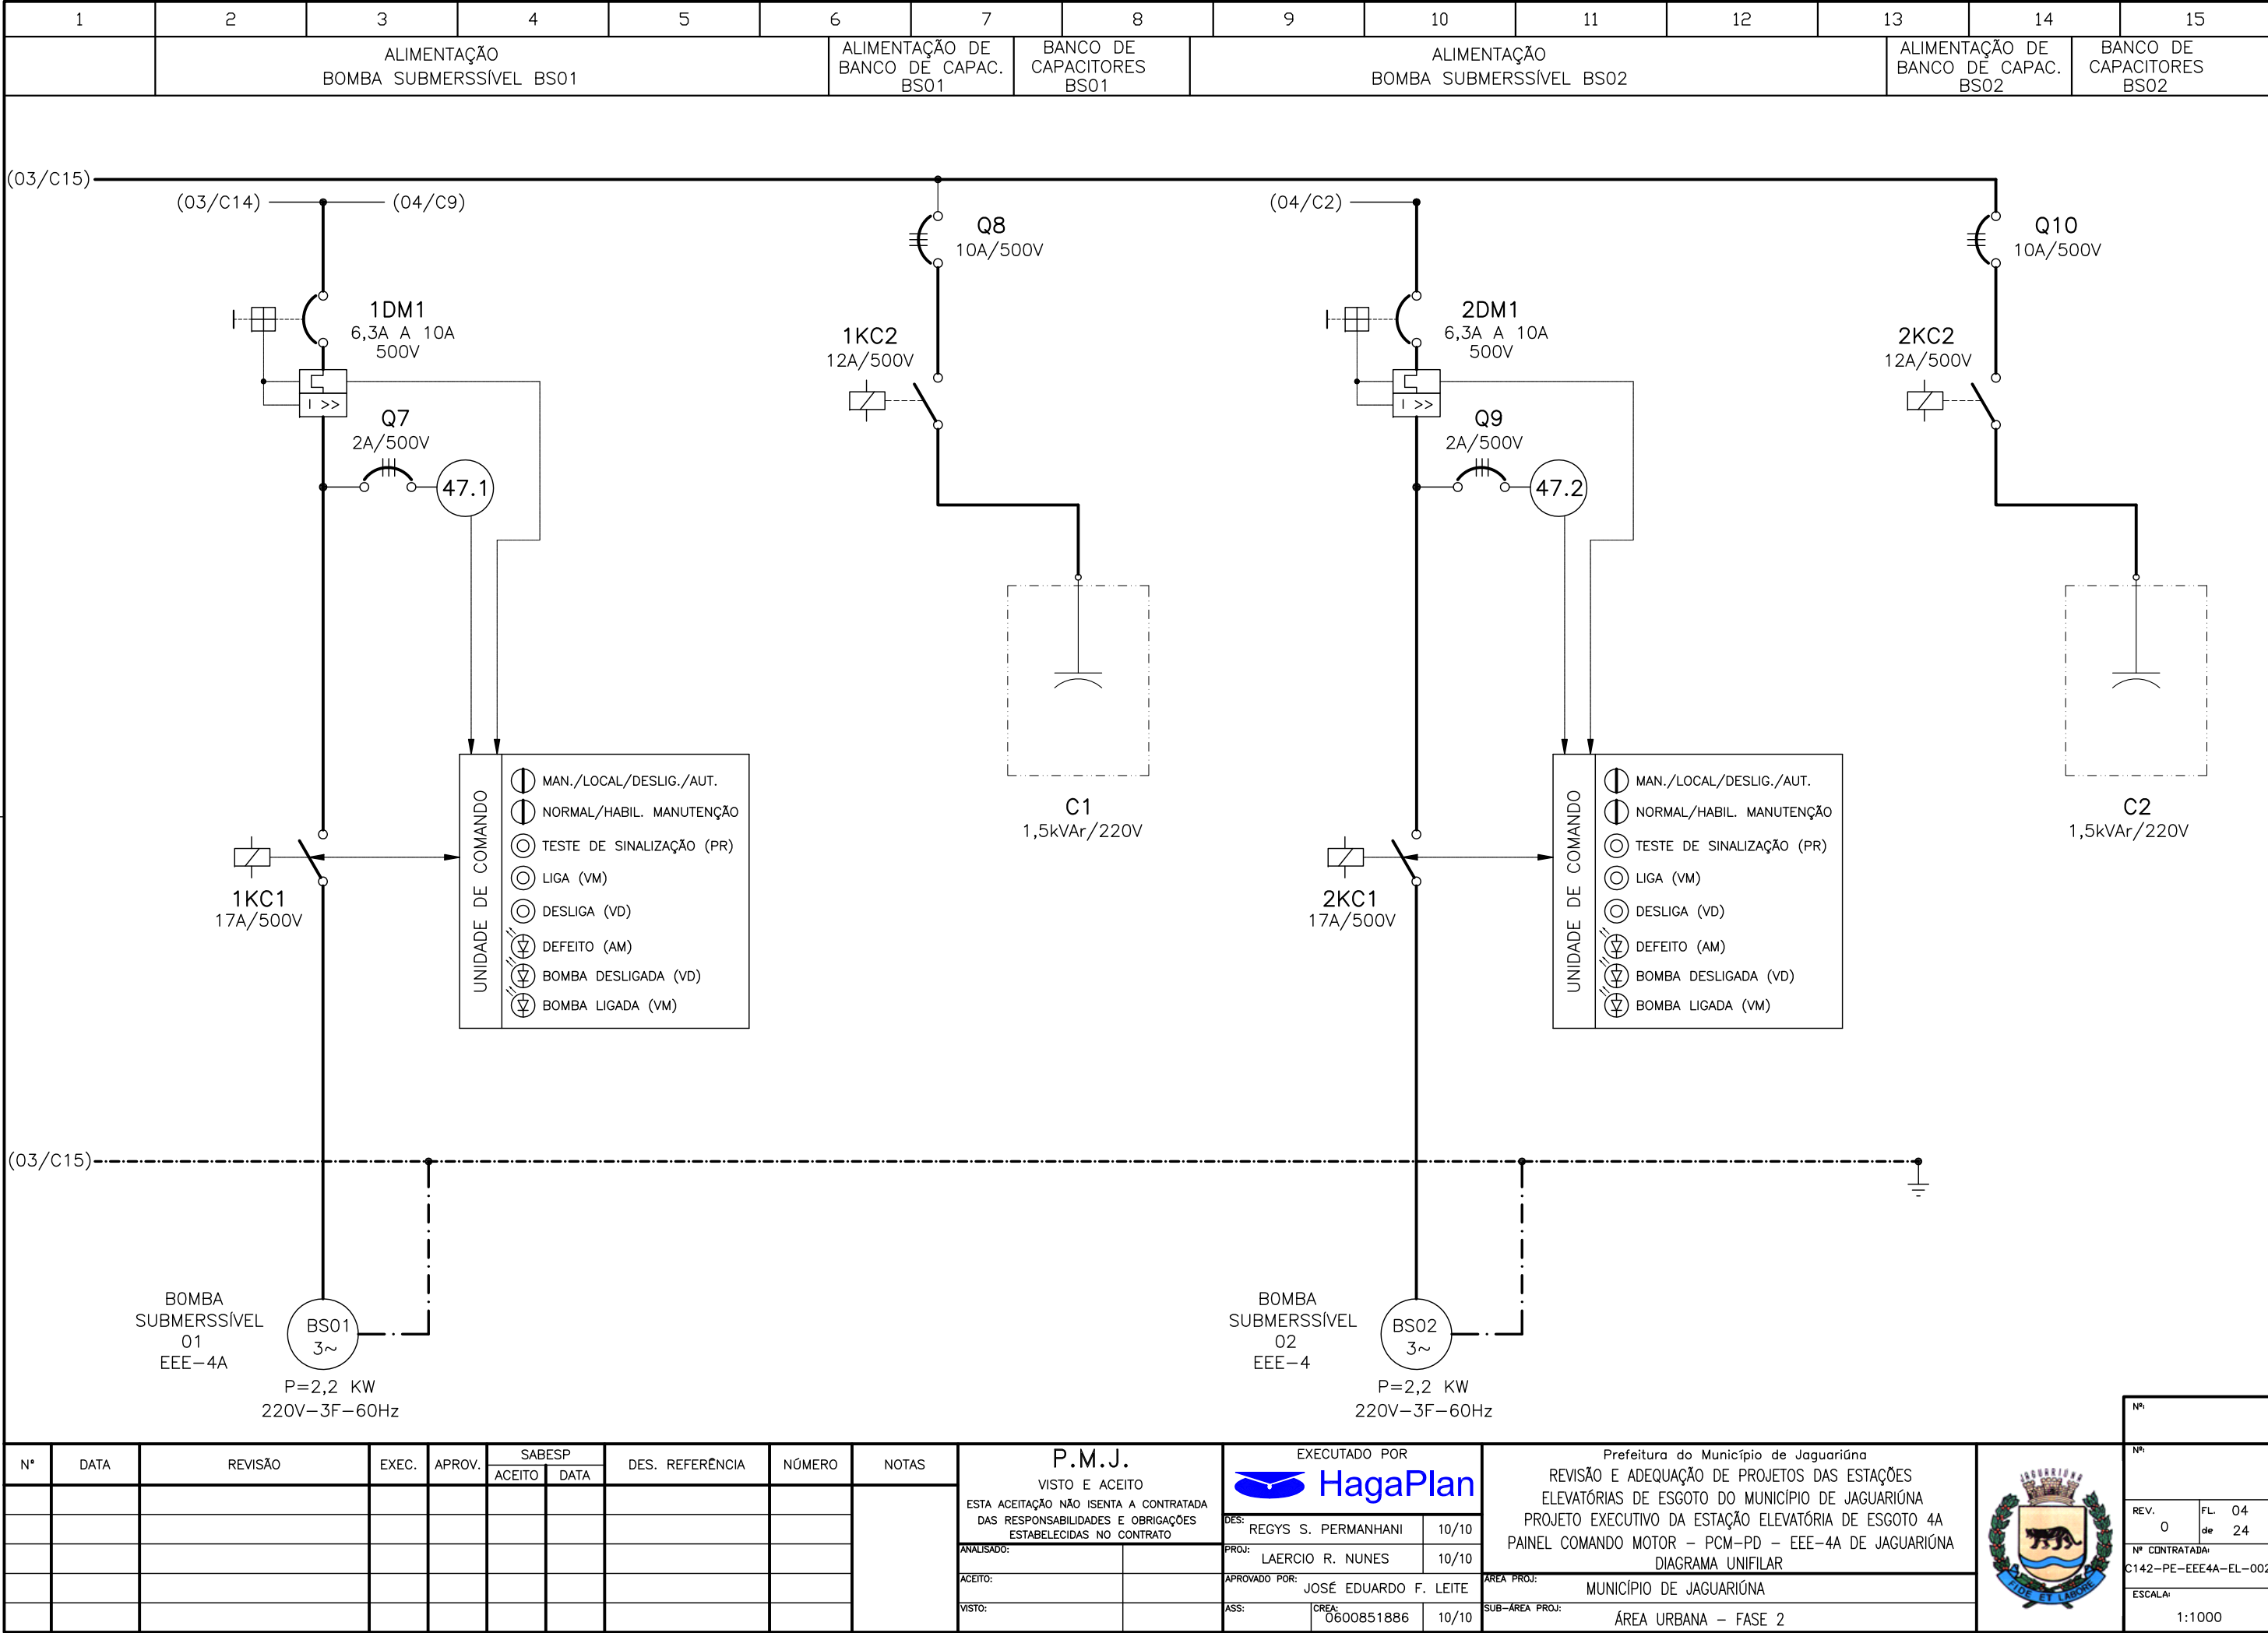 1 2 3 4 5 6 7 8 9 10 11 12 13 14 15
ALIMENTAÇÃO
BOMBA SUBMERSSÍVEL BS01
ALIMENTAÇÃO DE
BANCO DE CAPAC.
BS01
BANCO DE
CAPACITORES
BS01
ALIMENTAÇÃO
BOMBA SUBMERSSÍVEL BS02
ALIMENTAÇÃO DE
BANCO DE CAPAC.
BS02
BANCO DE
CAPACITORES
BS02
(03/C15)
(03/C14)
(04/C9)
1DM1
6,3A A 10A
500V
I >>
Q7
2A/500V
47.1
Q8
10A/500V
1KC2
12A/500V
C1
1,5kVAr/220V
1KC1
17A/500V
UNIDADE DE COMANDO
MAN./LOCAL/DESLIG./AUT.
NORMAL/HABIL. MANUTENÇÃO
TESTE DE SINALIZAÇÃO (PR)
LIGA (VM)
DESLIGA (VD)
DEFEITO (AM)
BOMBA DESLIGADA (VD)
BOMBA LIGADA (VM)
(04/C2)
2DM1
6,3A A 10A
500V
I >>
Q9
2A/500V
47.2
Q10
10A/500V
2KC2
12A/500V
C2
1,5kVAr/220V
2KC1
17A/500V
UNIDADE DE COMANDO
MAN./LOCAL/DESLIG./AUT.
NORMAL/HABIL. MANUTENÇÃO
TESTE DE SINALIZAÇÃO (PR)
LIGA (VM)
DESLIGA (VD)
DEFEITO (AM)
BOMBA DESLIGADA (VD)
BOMBA LIGADA (VM)
(03/C15)
BOMBA
SUBMERSSÍVEL
01
EEE-4A
BS01
3~
P=2,2 KW
220V-3F-60Hz
BOMBA
SUBMERSSÍVEL
02
EEE-4
BS02
3~
P=2,2 KW
220V-3F-60Hz
N° DATA REVISÃO EXEC. APROV. SABESP DES. REFERÊNCIA NÚMERO NOTAS
ACEITO DATA
P.M.J.
VISTO E ACEITO
ESTA ACEITAÇÃO NÃO ISENTA A CONTRATADA
DAS RESPONSABILIDADES E OBRIGAÇÕES
ESTABELECIDAS NO CONTRATO
ANALISADO:
ACEITO:
VISTO:
EXECUTADO POR
HagaPlan
DES: REGYS S. PERMANHANI 10/10
PROJ: LAERCIO R. NUNES 10/10
APROVADO POR: JOSÉ EDUARDO F. LEITE
ASS: CREA: 0600851886 10/10
Prefeitura do Município de Jaguariúna
REVISÃO E ADEQUAÇÃO DE PROJETOS DAS ESTAÇÕES
ELEVATÓRIAS DE ESGOTO DO MUNICÍPIO DE JAGUARIÚNA
PROJETO EXECUTIVO DA ESTAÇÃO ELEVATÓRIA DE ESGOTO 4A
PAINEL COMANDO MOTOR - PCM-PD - EEE-4A DE JAGUARIÚNA
DIAGRAMA UNIFILAR
ÁREA PROJ: MUNICÍPIO DE JAGUARIÚNA
SUB-ÁREA PROJ: ÁREA URBANA - FASE 2
JAGUARIUNA
FIDE ET LABORE
Nº:
Nº:
REV. 0
FL. 04
de 24
Nº CONTRATADA:
C142-PE-EEE4A-EL-002
ESCALA:
1:1000